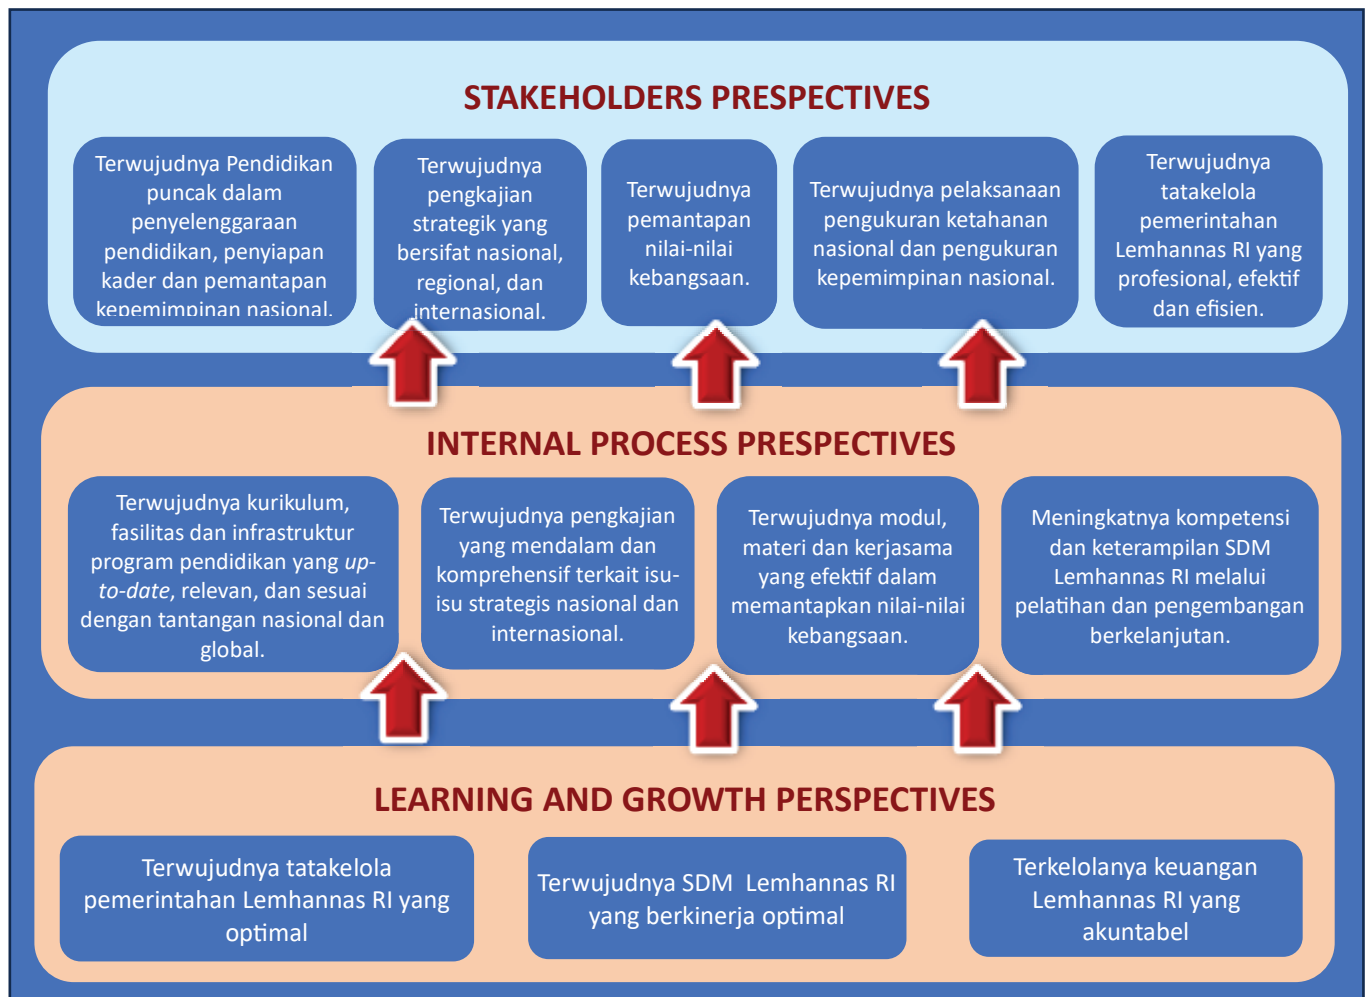 STAKEHOLDERS PRESPECTIVES
Terwujudnya Pendidikan
puncak dalam
penyelenggaraan
pendidikan, penyiapan
kader dan pemantapan
kepemimpinan nasional.
Terwujudnya
pengkajian
strategik yang
bersifat nasional,
regional, dan
internasional.
Terwujudnya
pemantapan
nilai-nilai
kebangsaan.
Terwujudnya pelaksanaan
pengukuran ketahanan
nasional dan pengukuran
kepemimpinan nasional.
Terwujudnya
tatakelola
pemerintahan
Lemhannas RI yang
profesional, efektif
dan efisien.
INTERNAL PROCESS PRESPECTIVES
Terwujudnya kurikulum,
fasilitas dan infrastruktur
program pendidikan yang up-
to-date, relevan, dan sesuai
dengan tantangan nasional dan
global.
Terwujudnya pengkajian
yang mendalam dan
komprehensif terkait isu-
isu strategis nasional dan
internasional.
Terwujudnya modul,
materi dan kerjasama
yang efektif dalam
memantapkan nilai-nilai
kebangsaan.
Meningkatnya kompetensi
dan keterampilan SDM
Lemhannas RI melalui
pelatihan dan pengembangan
berkelanjutan.
LEARNING AND GROWTH PERSPECTIVES
Terwujudnya tatakelola
pemerintahan Lemhannas RI yang
optimal
Terwujudnya SDM Lemhannas RI
yang berkinerja optimal
Terkelolanya keuangan
Lemhannas RI yang
akuntabel